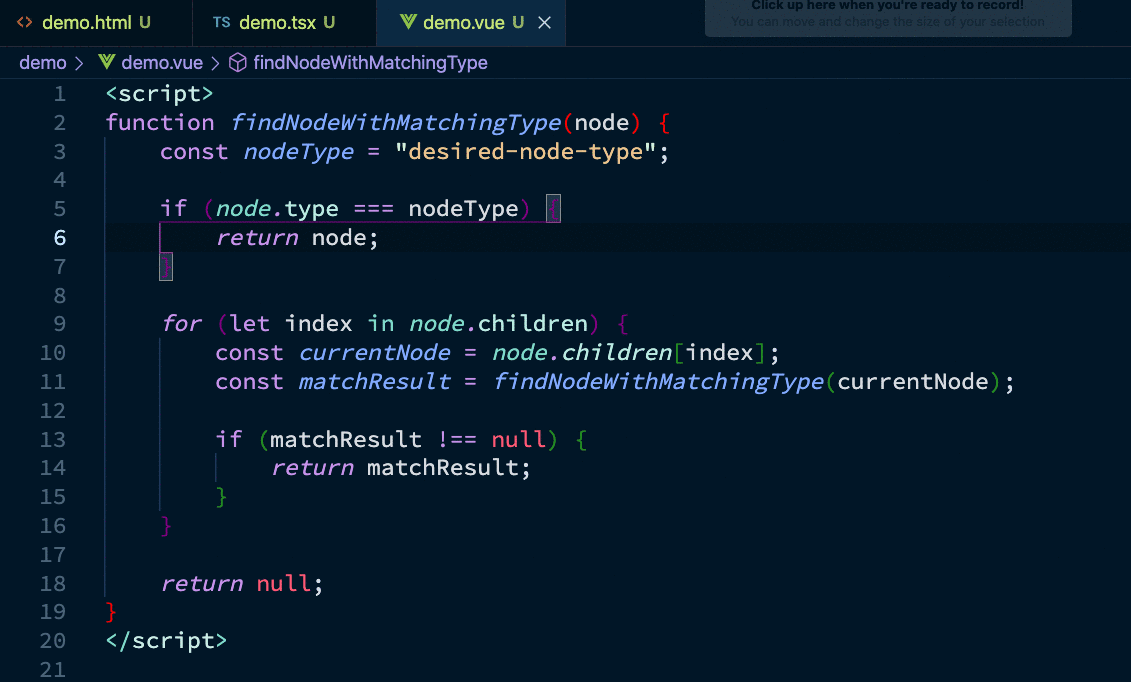 <> demo.html U
TS demo.tsx U
demo.vue U ×
Click up here when you're ready to record!
You can move and change the size of your selection
demo > demo.vue > findNodeWithMatchingType
1 <script>
2 function findNodeWithMatchingType(node) {
3     const nodeType = "desired-node-type";
4
5     if (node.type === nodeType) {
6         return node;
7     }
8
9     for (let index in node.children) {
10         const currentNode = node.children[index];
11         const matchResult = findNodeWithMatchingType(currentNode);
12
13         if (matchResult !== null) {
14             return matchResult;
15         }
16     }
17
18     return null;
19 }
20 </script>
21